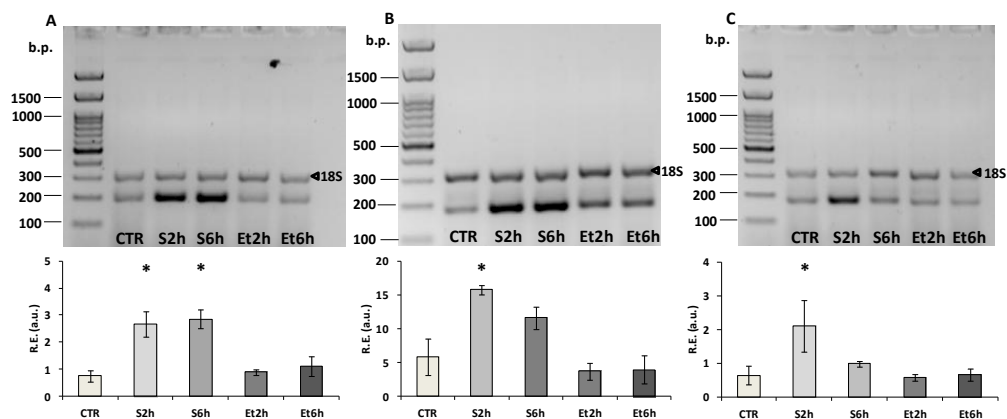 A
b.p.
1500
1000
500
300
200
100
18S
CTR S2h S6h Et2h Et6h
R.E. (a.u.)
5
4
3
2
1
0
* *
CTR S2h S6h Et2h Et6h
B
b.p.
1500
1000
500
300
200
100
18S
CTR S2h S6h Et2h Et6h
R.E. (a.u.)
20
15
10
5
0
*
CTR S2h S6h Et2h Et6h
C
b.p.
1500
1000
500
300
200
100
18S
CTR S2h S6h Et2h Et6h
R.E. (a.u.)
4
3
2
1
0
*
CTR S2h S6h Et2h Et6h